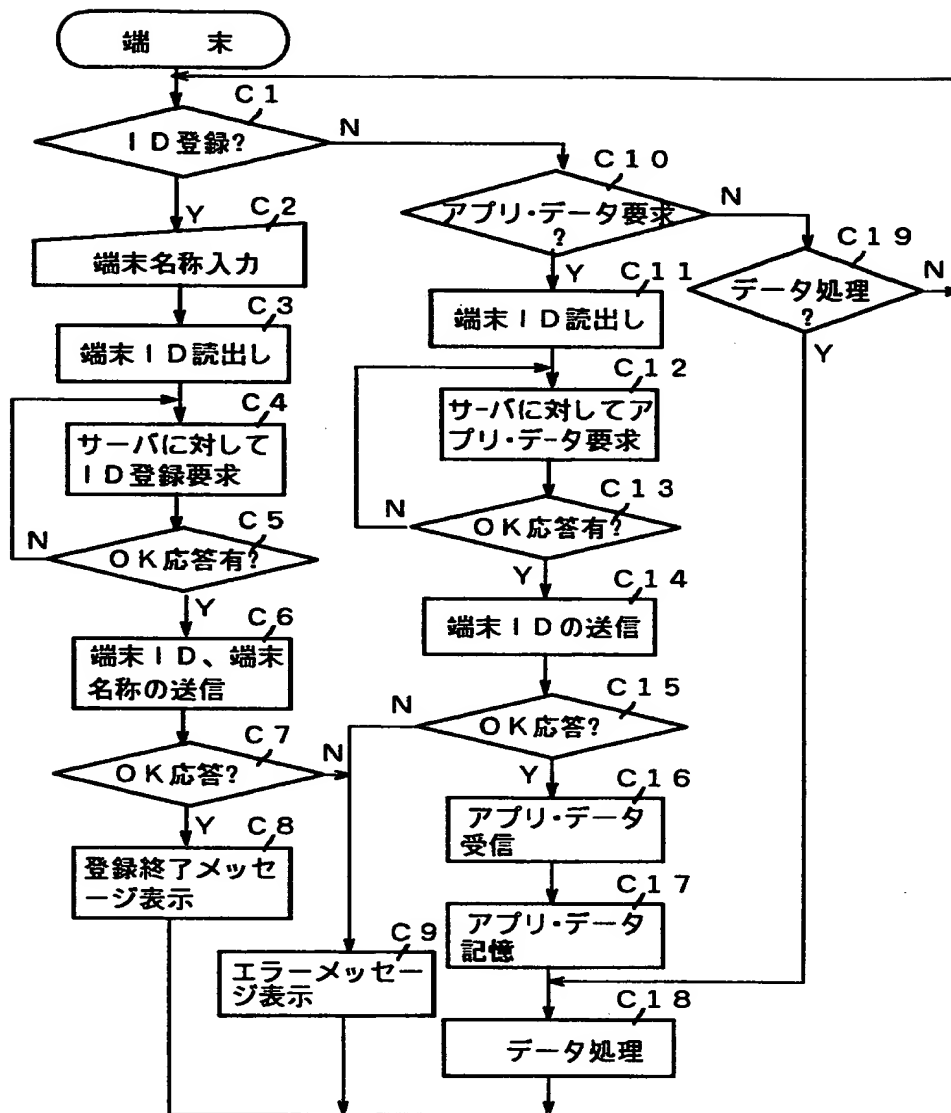 端 末
C1
ID登録?
N
Y
C2
端末名称入力
C3
端末ID読出し
C4
サーバに対して
ID登録要求
C5
N
OK応答有?
Y
C6
端末ID、端末
名称の送信
C7
OK応答?
N
Y
C8
登録終了メッセ
ージ表示
C9
エラーメッセー
ジ表示
C10
アプリ・データ要求
?
N
Y
C11
端末ID読出し
C12
サーバに対してア
プリ・データ要求
C13
N
OK応答有?
Y
C14
端末IDの送信
C15
N
OK応答?
Y
C16
アプリ・データ
受信
C17
アプリ・データ
記憶
C18
データ処理
C19
データ処理
?
N
Y